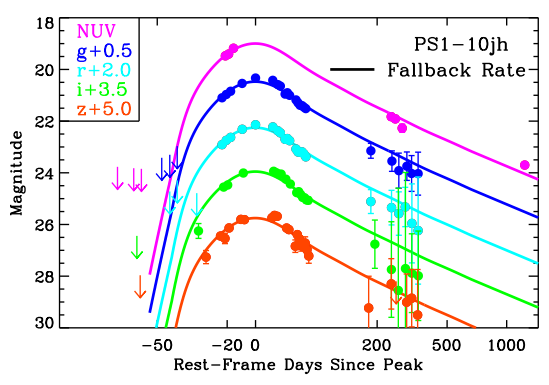 18
20
22
24
26
28
30
Magnitude
NUV
g+0.5
r+2.0
i+3.5
z+5.0
PS1-10jh
Fallback Rate
-50 -20 0 200 500 1000
Rest-Frame Days Since Peak